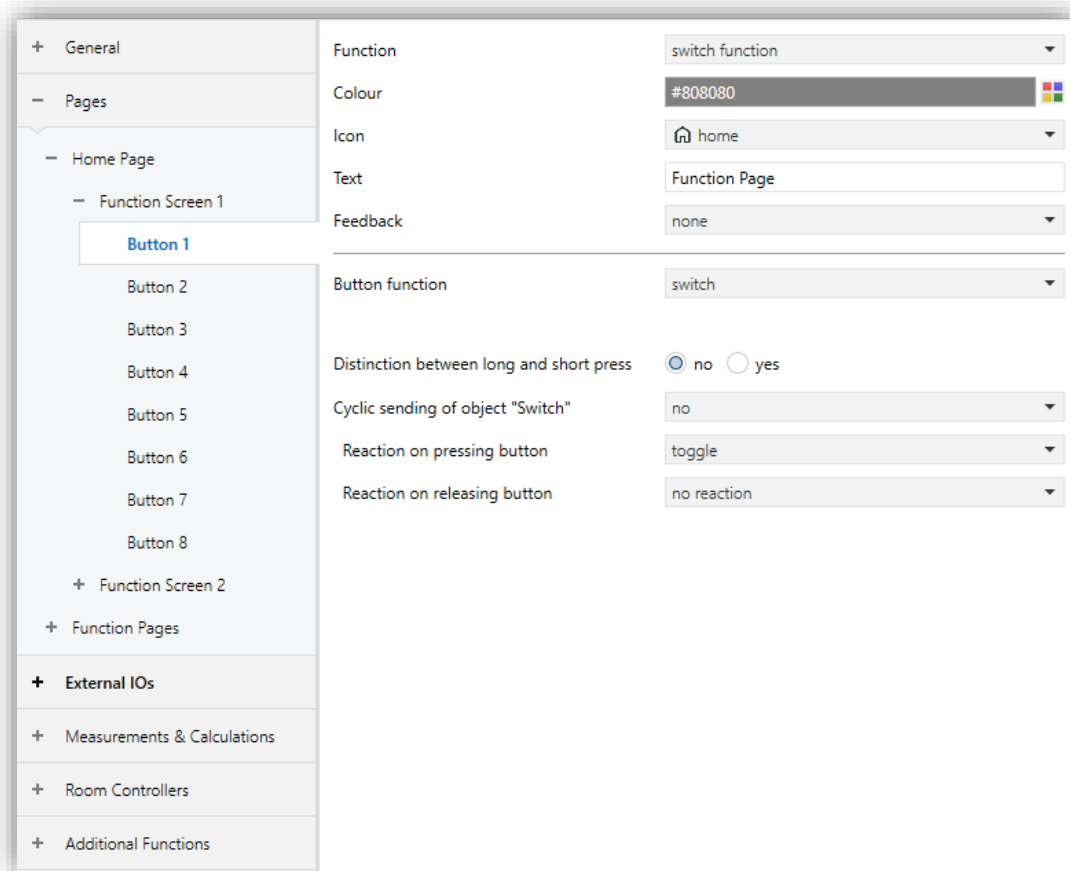 General
Pages
Home Page
Function Screen 1
Button 1
Button 2
Button 3
Button 4
Button 5
Button 6
Button 7
Button 8
Function Screen 2
Function Pages
External IOs
Measurements & Calculations
Room Controllers
Additional Functions
Function switch function
Colour #808080
Icon home
Text Function Page
Feedback none
Button function switch
Distinction between long and short press no yes
Cyclic sending of object "Switch" no
Reaction on pressing button toggle
Reaction on releasing button no reaction